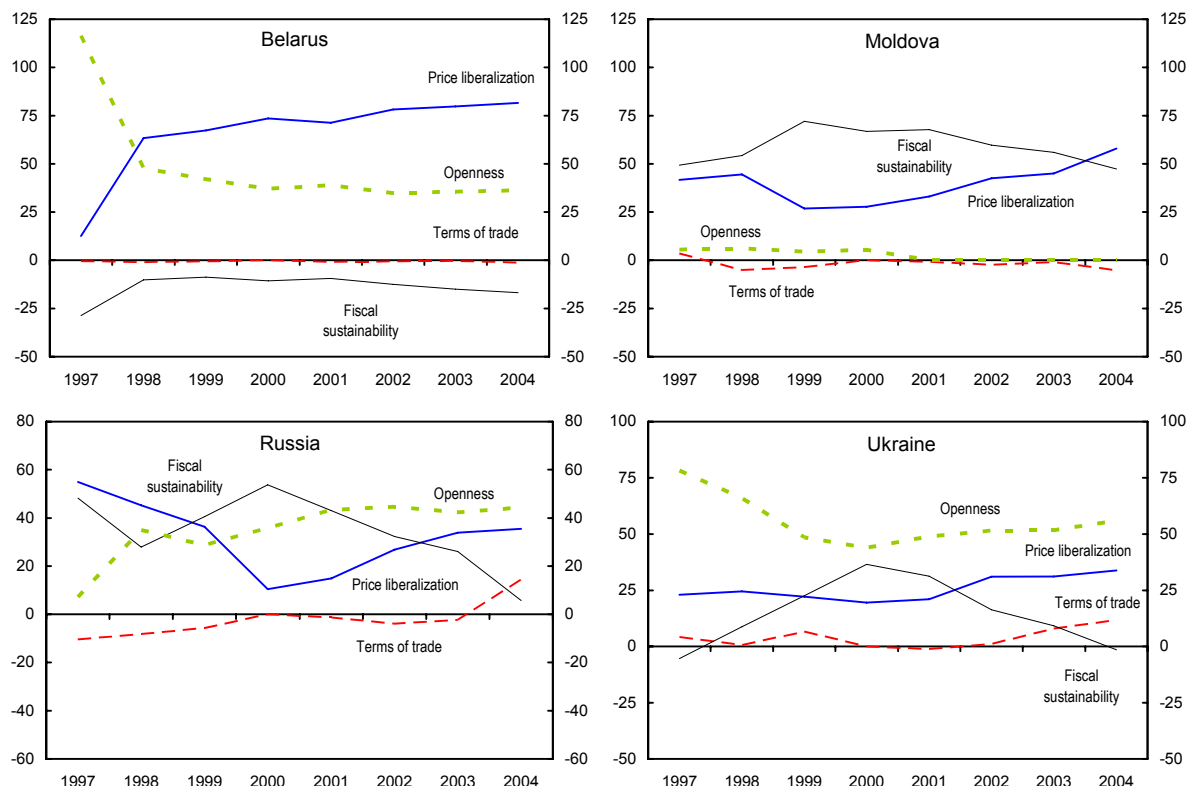 Belarus
125
100
75
50
25
0
-25
-50
125
100
75
50
25
0
-25
-50
Price liberalization
Openness
Terms of trade
Fiscal
sustainability
1997 1998 1999 2000 2001 2002 2003 2004
Moldova
125
100
75
50
25
0
-25
-50
125
100
75
50
25
0
-25
-50
Fiscal
sustainability
Price liberalization
Openness
Terms of trade
1997 1998 1999 2000 2001 2002 2003 2004
Russia
80
60
40
20
0
-20
-40
-60
80
60
40
20
0
-20
-40
-60
Fiscal
sustainability
Openness
Price liberalization
Terms of trade
1997 1998 1999 2000 2001 2002 2003 2004
Ukraine
100
75
50
25
0
-25
-50
100
75
50
25
0
-25
-50
Openness
Price liberalization
Terms of trade
Fiscal
sustainability
1997 1998 1999 2000 2001 2002 2003 2004